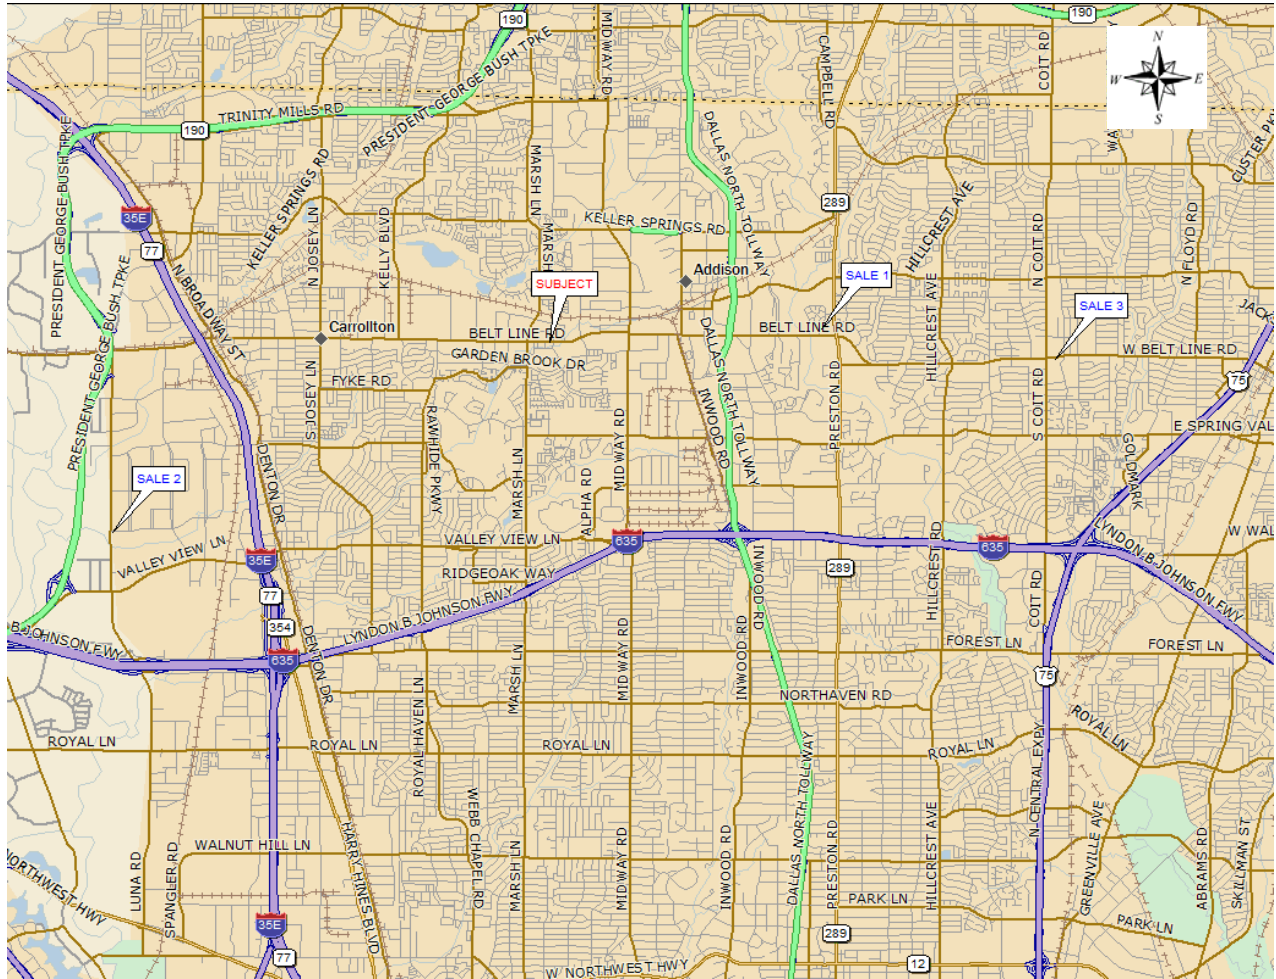 190
190
MIDWAY RD
CAMPBELL RD
COIT RD
N
W E
S
PRESIDENT GEORGE BUSH TPKE
TRINITY MILLS RD
190
DALLAS NORTH TOLLWAY
CUSTER PK
PRESIDENT GEORGE BUSH TPKE
KELLER SPRINGS RD
MARSH LN
HILLCREST AVE
289
35E
77
N JOSEY LN
KELLY BLVD
MARSH
KELLER SPRINGS RD
N COIT RD
N FLOYD RD
PRESIDENT GEORGE BUSH TPKE
N BROADWAY ST
Addison
SUBJECT
SALE 1
SALE 3
HILLCREST AVE
JACK
Carrollton
BELT LINE RD
BELT LINE RD
W BELT LINE RD
GARDEN BROOK DR
DALLAS NORTH TOLLWAY
FYKE RD
75
S JOSEY LN
RAWHIDE PKWY
MIDWAY RD
INWOOD RD
PRESTON RD
S COIT RD
E SPRING VAL
GOLDMARK
SALE 2
DENTON DR
MARSH LN
ALPHA RD
VALLEY VIEW LN
VALLEY VIEW LN
635
635
LYNDON B JOHNSON FWY
W WAL
35E
RIDGEOAK WAY
289
HILLCREST RD
77
LYNDON B JOHNSON FWY
INWOOD RD
COIT RD
354
B JOHNSON FWY
DENTON DR
635
MARSH LN
MIDWAY RD
INWOOD RD
FOREST LN
FOREST LN
75
ROYAL HAVEN LN
NORTHAVEN RD
ROYAL LN
ROYAL LN
ROYAL LN
ROYAL LN
ROYAL LN
DALLAS NORTH TOLLWAY
N CENTRAL EXPY
WALNUT HILL LN
LUNA RD
SPANGLER RD
HARRY HINES BLVD
WEBB CHAPEL RD
MARSH LN
MIDWAY RD
INWOOD RD
PRESTON RD
HILLCREST AVE
GREENVILLE AVE
ABRAMS RD
SKILLMAN ST
NORTHWEST HWY
PARK LN
PARK LN
35E
77
289
12
W NORTHWEST HWY